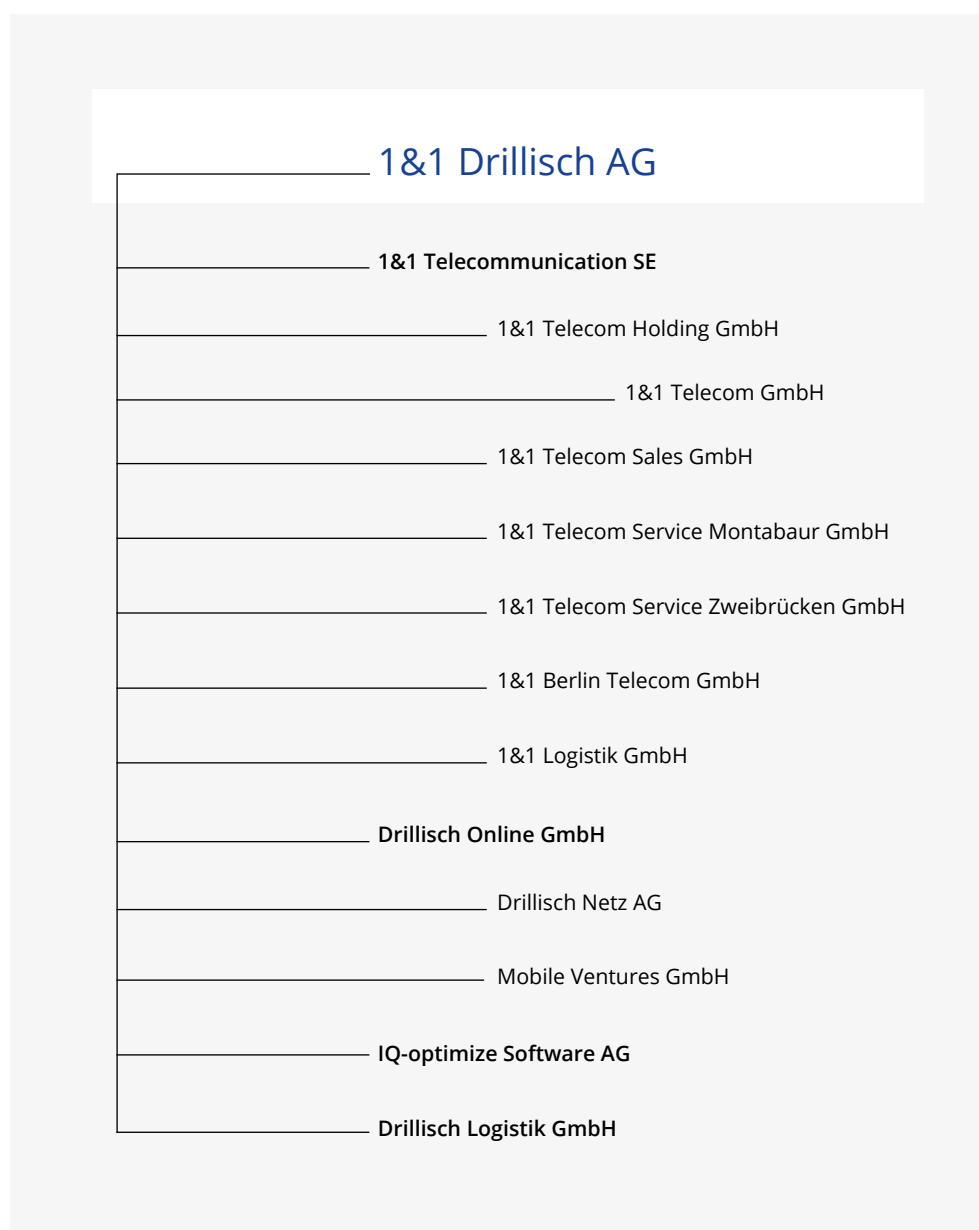 1&1 Drillisch AG
1&1 Telecommunication SE
1&1 Telecom Holding GmbH
1&1 Telecom GmbH
1&1 Telecom Sales GmbH
1&1 Telecom Service Montabaur GmbH
1&1 Telecom Service Zweibrücken GmbH
1&1 Berlin Telecom GmbH
1&1 Logistik GmbH
Drillisch Online GmbH
Drillisch Netz AG
Mobile Ventures GmbH
IQ-optimize Software AG
Drillisch Logistik GmbH